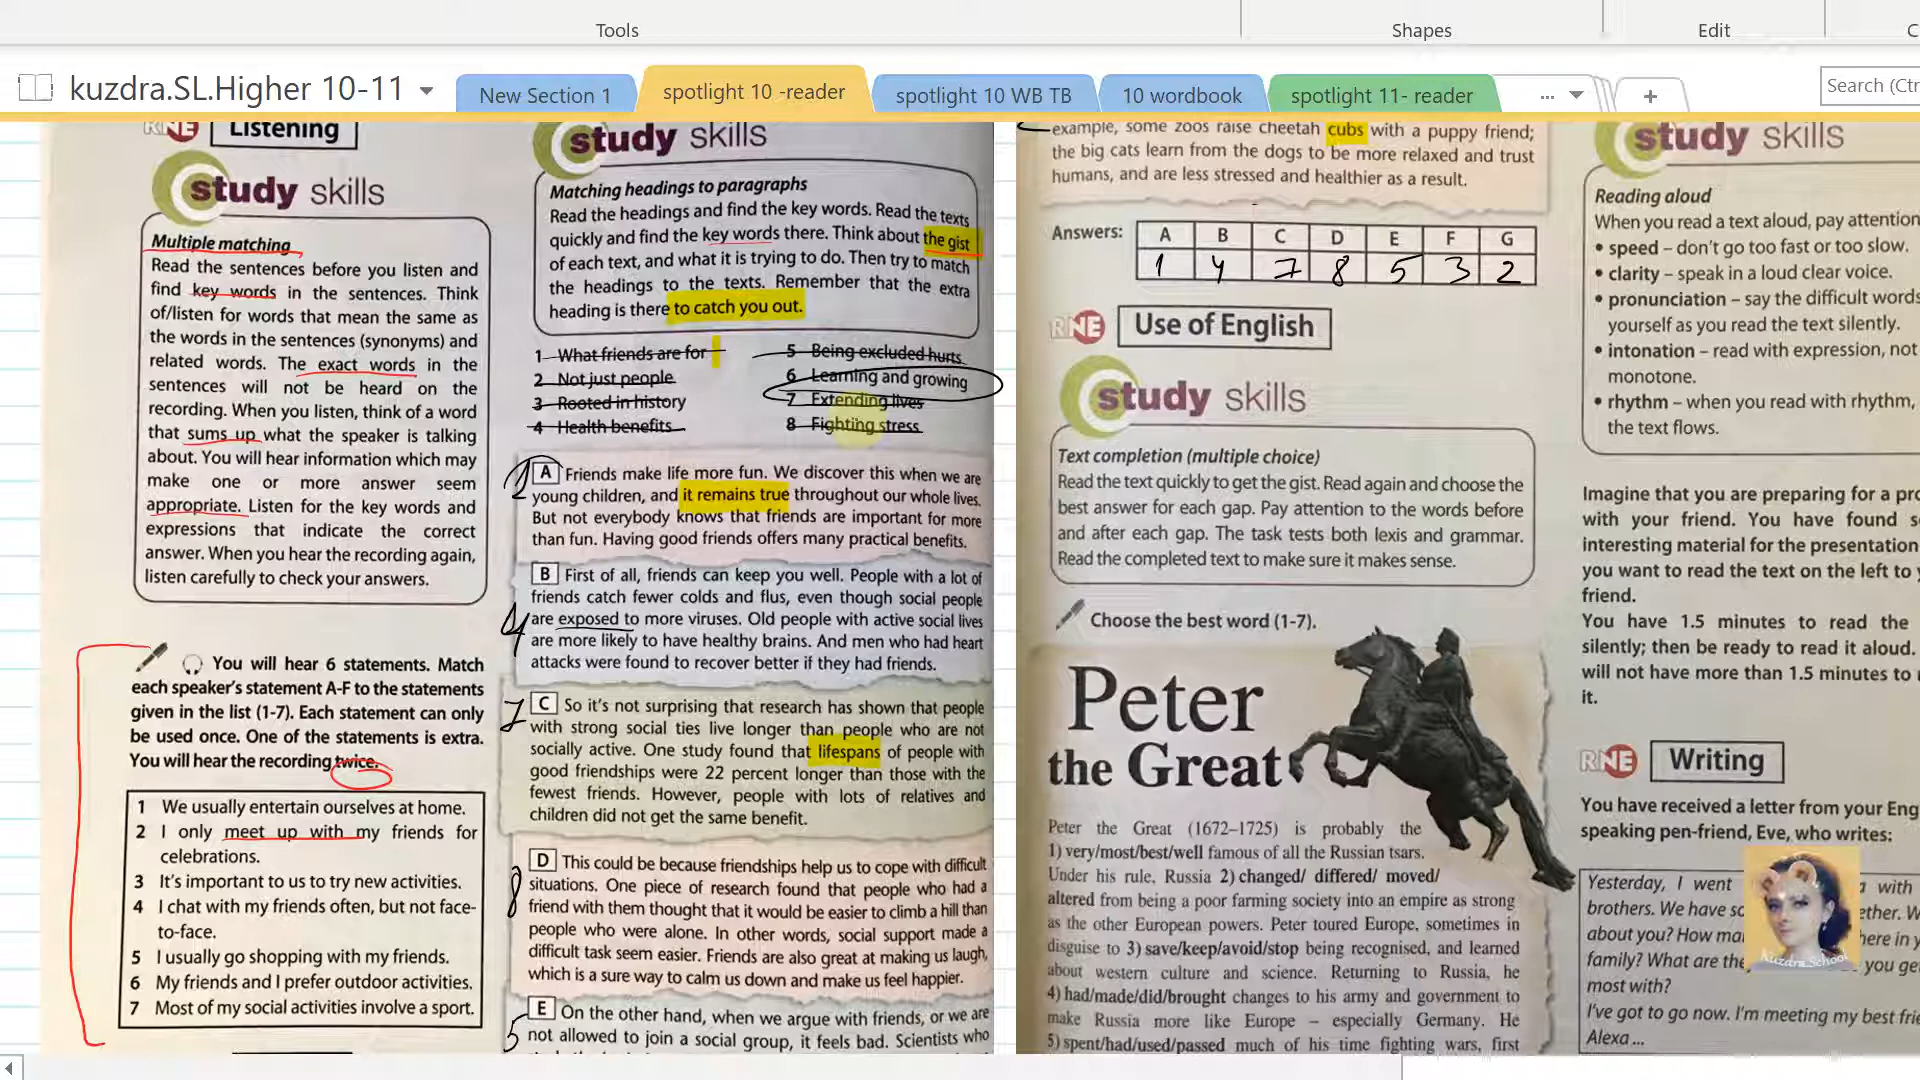 Tools
Shapes
Edit
kuzdra.SL.Higher 10-11
New Section 1
spotlight 10 -reader
spotlight 10 WB TB
10 wordbook
spotlight 11- reader
...
+
Search (Ctr
RNE Listening
study skills
Multiple matching
Read the sentences before you listen and
find key words in the sentences. Think
of/listen for words that mean the same as
the words in the sentences (synonyms) and
related words. The exact words in the
sentences will not be heard on the
recording. When you listen, think of a word
that sums up what the speaker is talking
about. You will hear information which may
make one or more answer seem
appropriate. Listen for the key words and
expressions that indicate the correct
answer. When you hear the recording again,
listen carefully to check your answers.
You will hear 6 statements. Match
each speaker's statement A-F to the statements
given in the list (1-7). Each statement can only
be used once. One of the statements is extra.
You will hear the recording twice.
1 We usually entertain ourselves at home.
2 I only meet up with my friends for
celebrations.
3 It's important to us to try new activities.
4 I chat with my friends often, but not face-
to-face.
5 I usually go shopping with my friends.
6 My friends and I prefer outdoor activities.
7 Most of my social activities involve a sport.
study skills
Matching headings to paragraphs
Read the headings and find the key words. Read the texts
quickly and find the key words there. Think about the gist
of each text, and what it is trying to do. Then try to match
the headings to the texts. Remember that the extra
heading is there to catch you out.
1 What friends are for
2 Not just people
3 Rooted in history
4 Health benefits
5 Being excluded hurts
6 Learning and growing
7 Extending lives
8 Fighting stress
1 A Friends make life more fun. We discover this when we are
young children, and it remains true throughout our whole lives.
But not everybody knows that friends are important for more
than fun. Having good friends offers many practical benefits.
B First of all, friends can keep you well. People with a lot of
friends catch fewer colds and flus, even though social people
4 are exposed to more viruses. Old people with active social lives
are more likely to have healthy brains. And men who had heart
attacks were found to recover better if they had friends.
7 C So it's not surprising that research has shown that people
with strong social ties live longer than people who are not
socially active. One study found that lifespans of people with
good friendships were 22 percent longer than those with the
fewest friends. However, people with lots of relatives and
children did not get the same benefit.
D This could be because friendships help us to cope with difficult
8 situations. One piece of research found that people who had a
friend with them thought that it would be easier to climb a hill than
people who were alone. In other words, social support made a
difficult task seem easier. Friends are also great at making us laugh,
which is a sure way to calm us down and make us feel happier.
5 E On the other hand, when we argue with friends, or we are
not allowed to join a social group, it feels bad. Scientists who
example, some zoos raise cheetah cubs with a puppy friend;
the big cats learn from the dogs to be more relaxed and trust
humans, and are less stressed and healthier as a result.
Answers: A B C D E F G
1 4 7 8 5 3 2
RNE Use of English
study skills
Text completion (multiple choice)
Read the text quickly to get the gist. Read again and choose the
best answer for each gap. Pay attention to the words before
and after each gap. The task tests both lexis and grammar.
Read the completed text to make sure it makes sense.
Choose the best word (1-7).
Peter
the Great
Peter the Great (1672–1725) is probably the
1) very/most/best/well famous of all the Russian tsars.
Under his rule, Russia 2) changed/ differed/ moved/
altered from being a poor farming society into an empire as strong
as the other European powers. Peter toured Europe, sometimes in
disguise to 3) save/keep/avoid/stop being recognised, and learned
about western culture and science. Returning to Russia, he
4) had/made/did/brought changes to his army and government to
make Russia more like Europe – especially Germany. He
5) spent/had/used/passed much of his time fighting wars, first
study skills
Reading aloud
When you read a text aloud, pay attention
• speed – don't go too fast or too slow.
• clarity – speak in a loud clear voice.
• pronunciation – say the difficult words
yourself as you read the text silently.
• intonation – read with expression, not
monotone.
• rhythm – when you read with rhythm,
the text flows.
Imagine that you are preparing for a pro
with your friend. You have found s
interesting material for the presentation
you want to read the text on the left to y
friend.
You have 1.5 minutes to read the
silently; then be ready to read it aloud.
will not have more than 1.5 minutes to
it.
RNE Writing
You have received a letter from your Eng
speaking pen-friend, Eve, who writes:
Yesterday, I went with
brothers. We have so ether. W
about you? How ma here in y
family? What are the you get
most with?
I've got to go now. I'm meeting my best frie
Alexa ...
Kuzdra_School